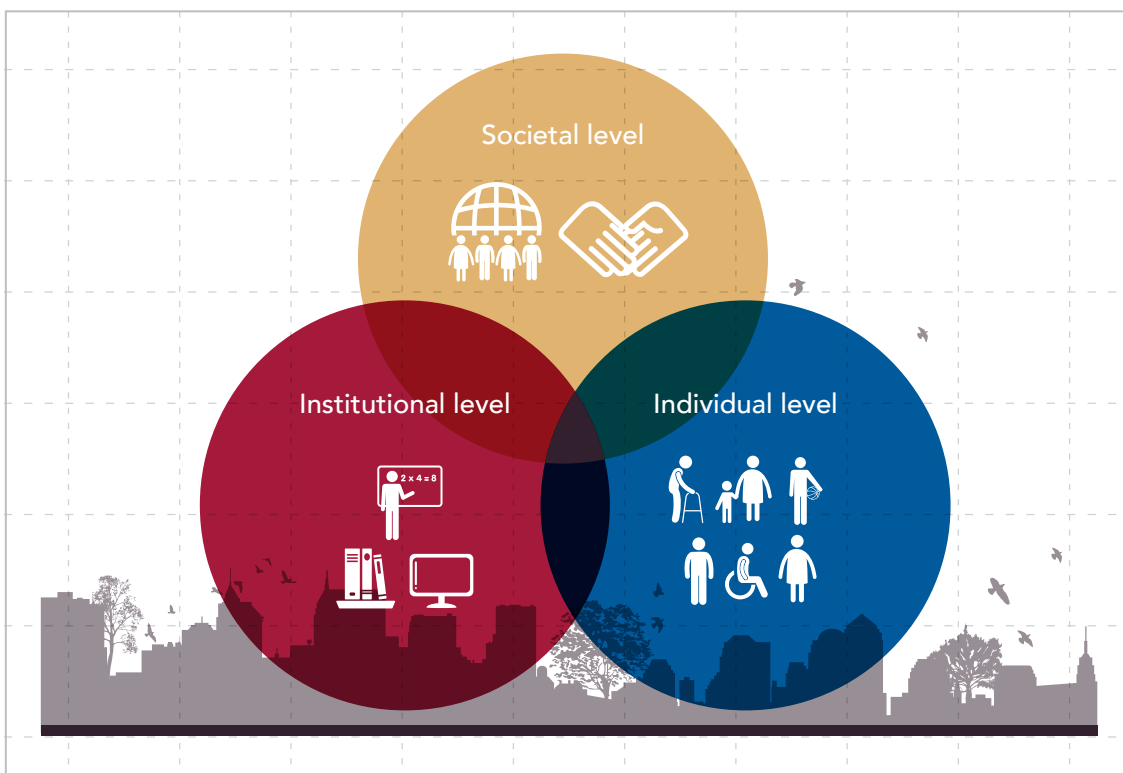 Societal level
Institutional level
Individual level
2 x 4 = 8